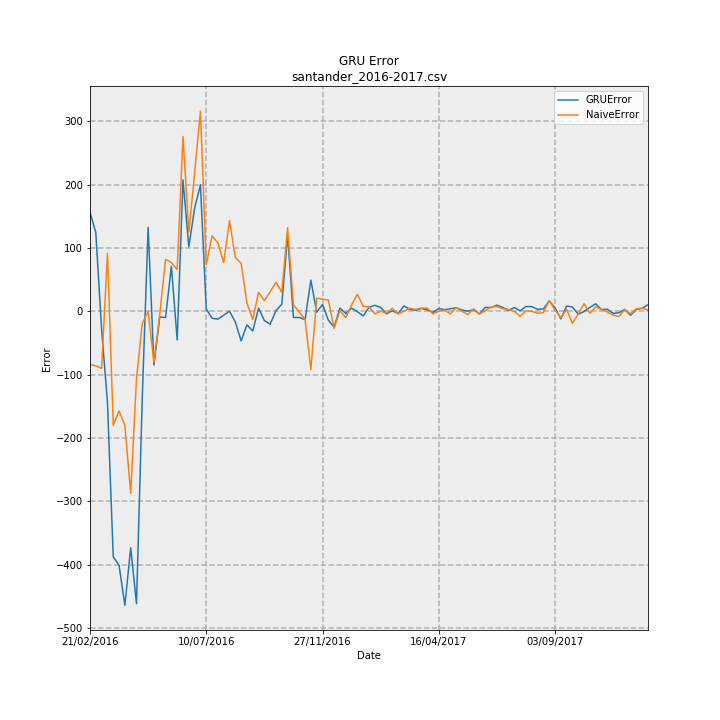 GRU Error
santander_2016-2017.csv
GRUError
NaiveError
300
200
100
0
−100
−200
−300
−400
−500
Error
21/02/2016
10/07/2016
27/11/2016
16/04/2017
03/09/2017
Date